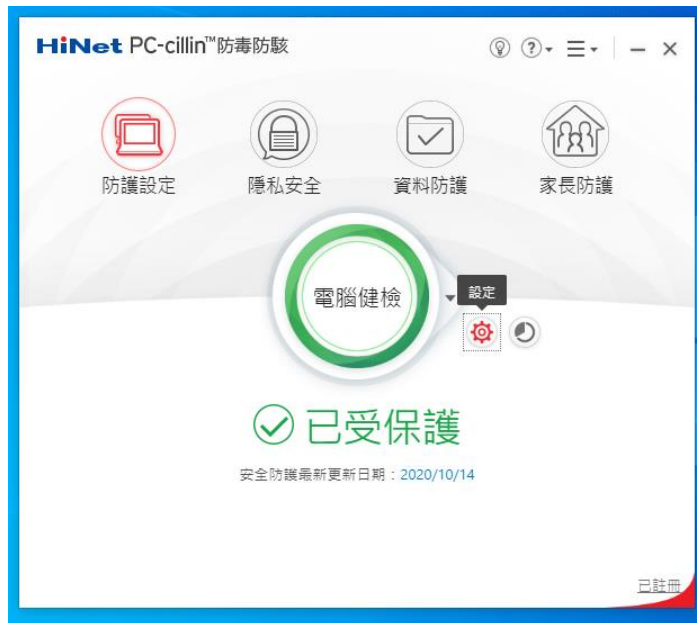 HiNet PC-cillin™防毒防駭
防護設定 隱私安全 資料防護 家長防護
電腦健檢
設定
已受保護
安全防護最新更新日期：2020/10/14
已註冊